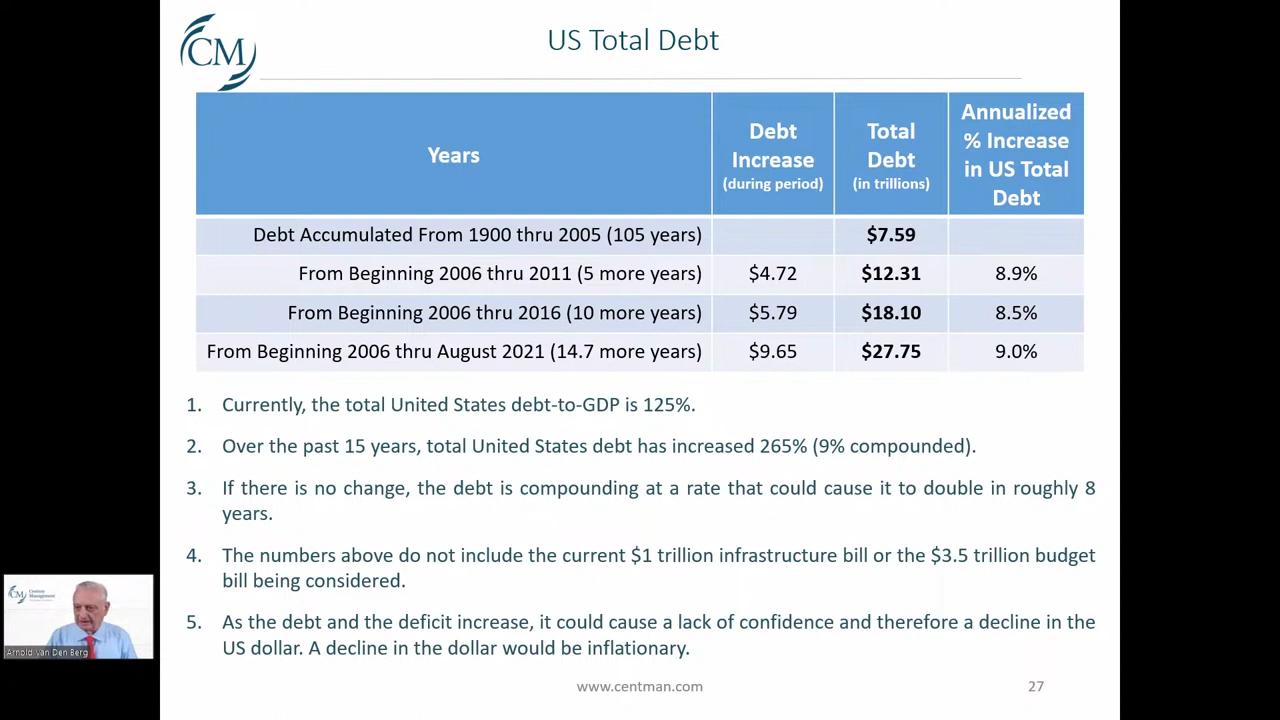 CM
US Total Debt
Years
Debt
Increase
(during period)
Total
Debt
(in trillions)
Annualized
% Increase
in US Total
Debt
Debt Accumulated From 1900 thru 2005 (105 years) $7.59
From Beginning 2006 thru 2011 (5 more years) $4.72 $12.31 8.9%
From Beginning 2006 thru 2016 (10 more years) $5.79 $18.10 8.5%
From Beginning 2006 thru August 2021 (14.7 more years) $9.65 $27.75 9.0%
1. Currently, the total United States debt-to-GDP is 125%.
2. Over the past 15 years, total United States debt has increased 265% (9% compounded).
3. If there is no change, the debt is compounding at a rate that could cause it to double in roughly 8
years.
4. The numbers above do not include the current $1 trillion infrastructure bill or the $3.5 trillion budget
bill being considered.
5. As the debt and the deficit increase, it could cause a lack of confidence and therefore a decline in the
US dollar. A decline in the dollar would be inflationary.
CM Century
Management
Arnold Van Den Berg
www.centman.com
27